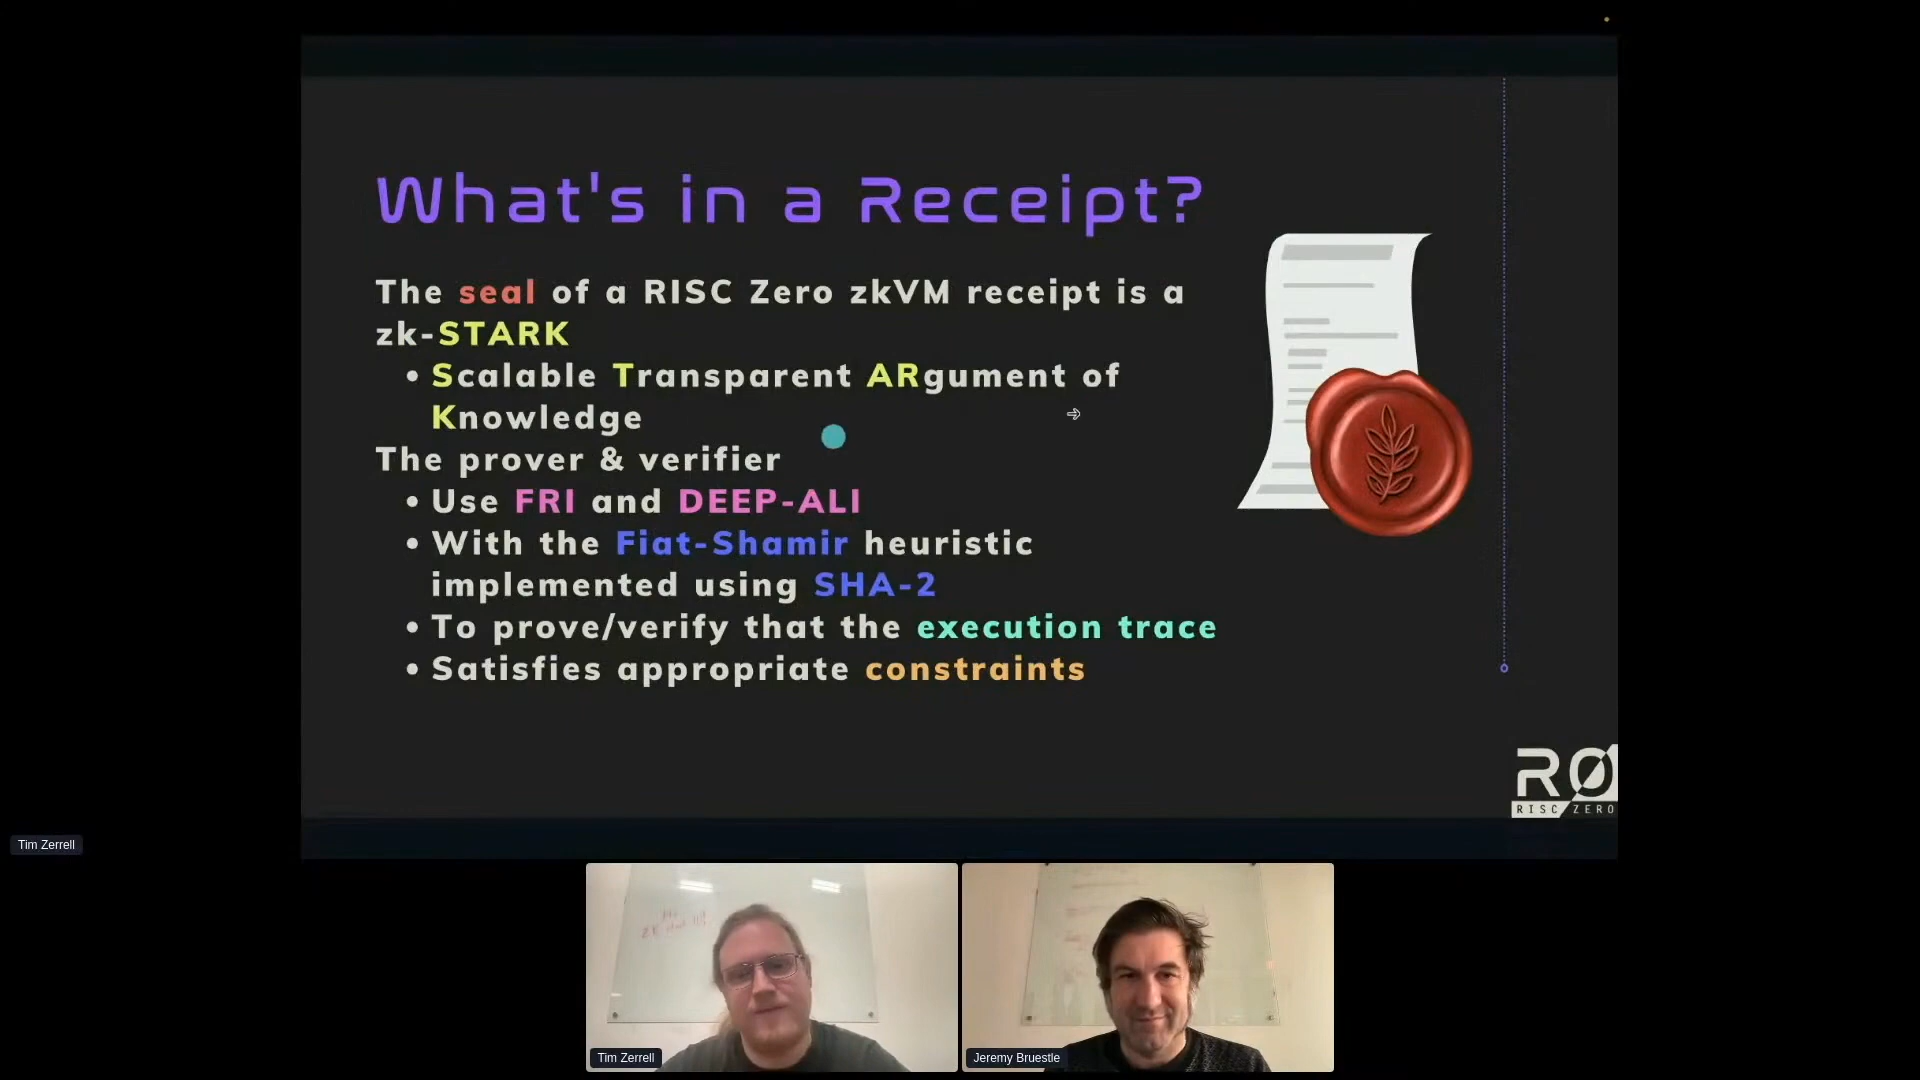 What's in a Receipt?
The seal of a RISC Zero zkVM receipt is a
zk-STARK
• Scalable Transparent ARgument of
Knowledge
The prover & verifier
• Use FRI and DEEP-ALI
• With the Fiat-Shamir heuristic
implemented using SHA-2
• To prove/verify that the execution trace
• Satisfies appropriate constraints
RØ
RISC ZERO
Tim Zerrell
Tim Zerrell
Jeremy Bruestle